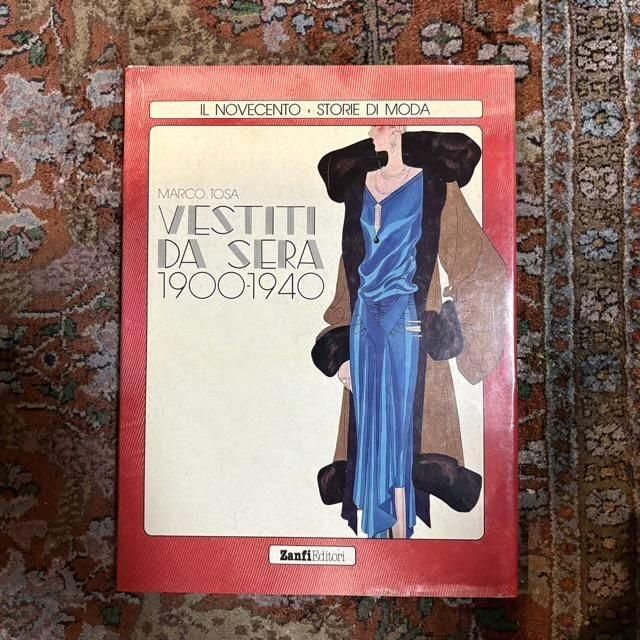 IL NOVECENTO • STORIE DI MODA
MARCO TOSA
VESTITI
DA SERA
1900-1940
ZanfiEditori